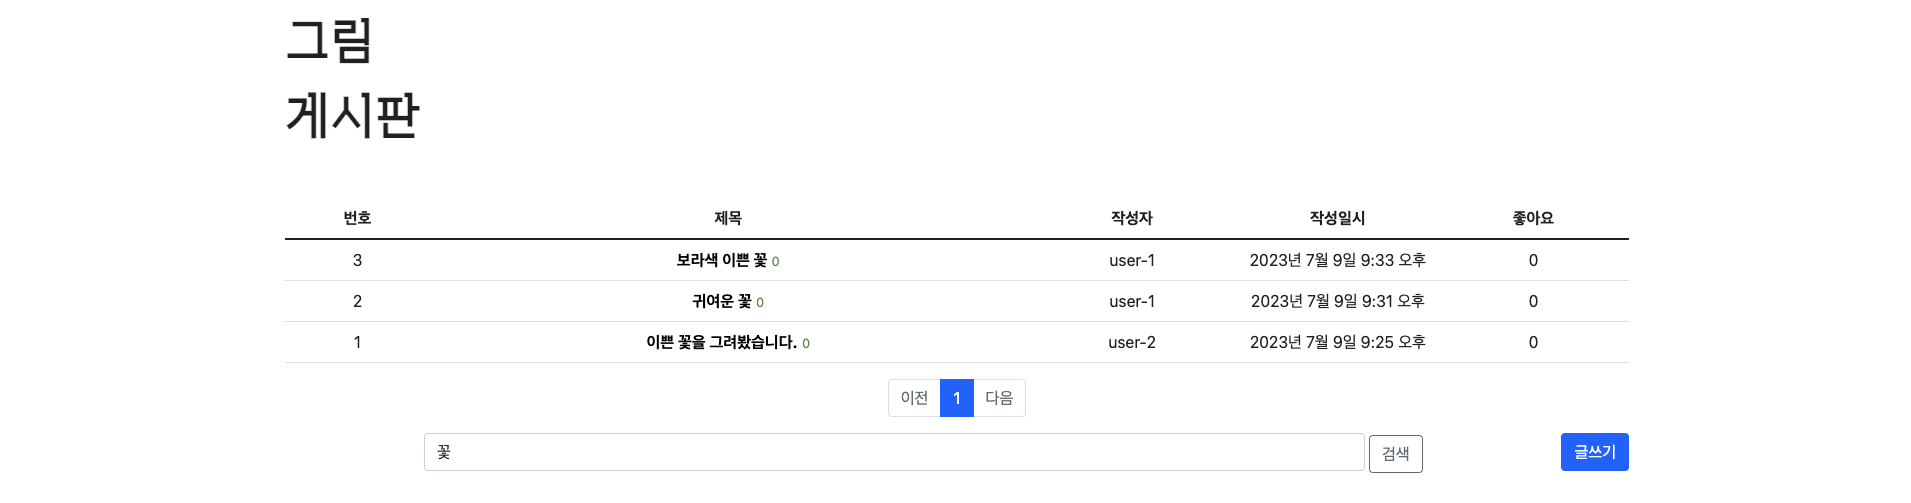 그림
게시판
번호 제목 작성자 작성일시 좋아요
3 보라색 이쁜 꽃 0 user-1 2023년 7월 9일 9:33 오후 0
2 귀여운 꽃 0 user-1 2023년 7월 9일 9:31 오후 0
1 이쁜 꽃을 그려봤습니다. 0 user-2 2023년 7월 9일 9:25 오후 0
이전 1 다음
꽃 검색 글쓰기